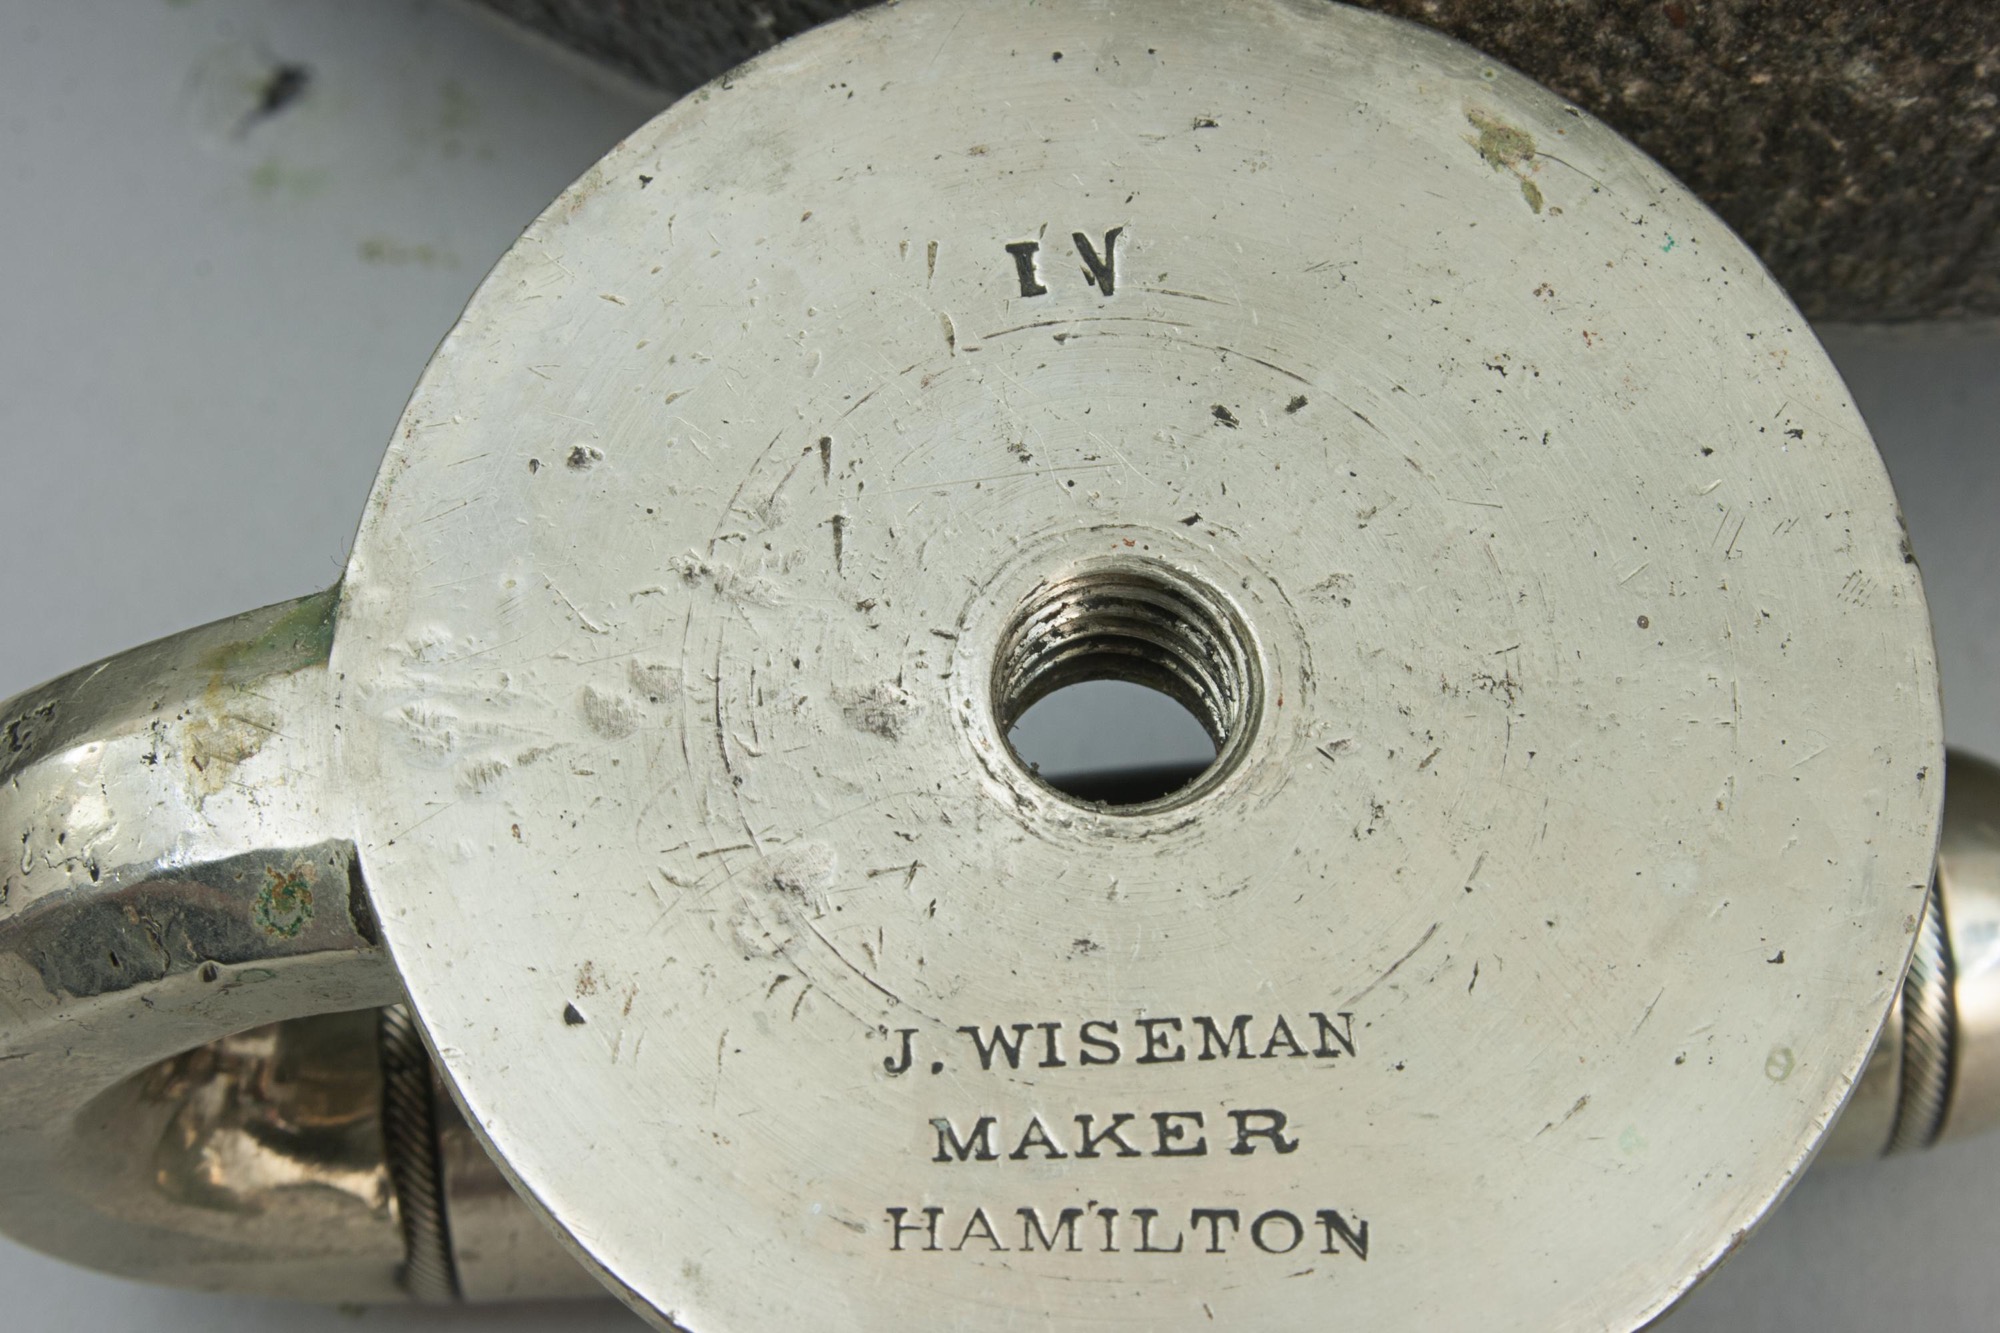 IV
J. WISEMAN
MAKER
HAMILTON